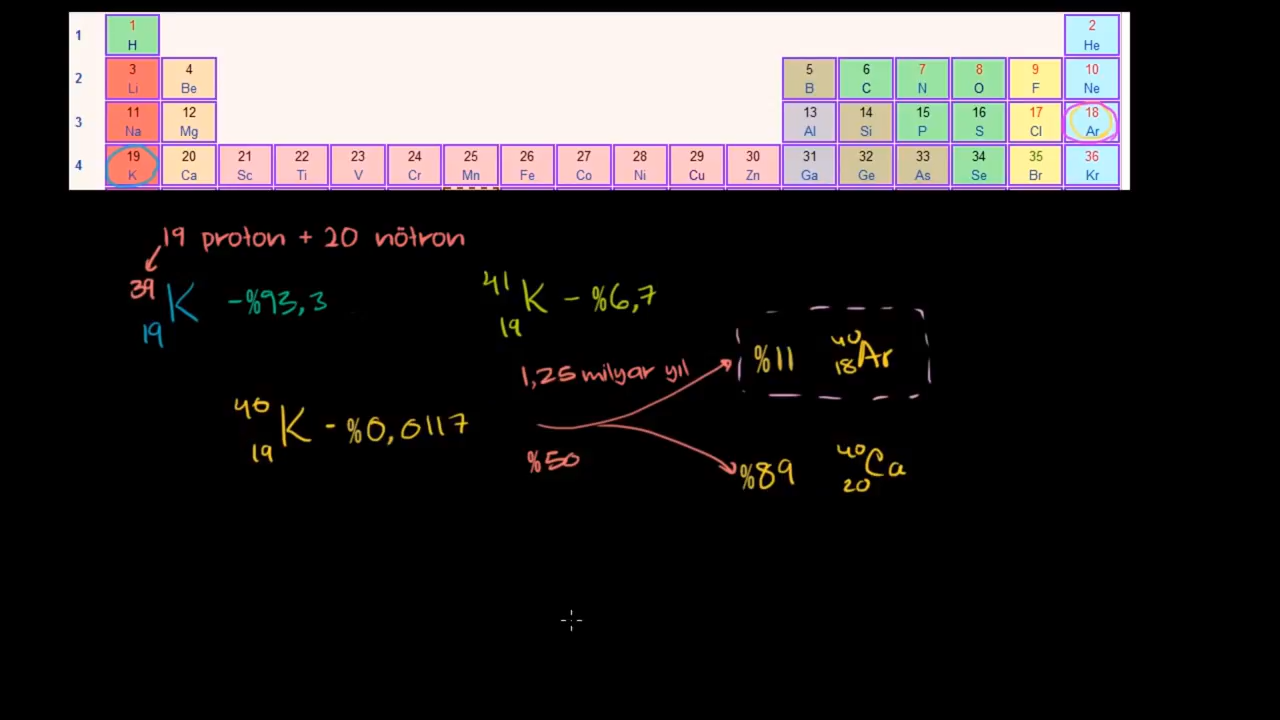 1 1 2
H He
2 3 4 5 6 7 8 9 10
Li Be B C N O F Ne
3 11 12 13 14 15 16 17 18
Na Mg Al Si P S Cl Ar
4 19 20 21 22 23 24 25 26 27 28 29 30 31 32 33 34 35 36
K Ca Sc Ti V Cr Mn Fe Co Ni Cu Zn Ga Ge As Se Br Kr
19 proton + 20 nötron
39 19 K - %93,3
41 19 K - %6,7
1,25 milyar yıl
%11 40 18 Ar
40 19 K - %0,0117
%50
%89 40 20 Ca